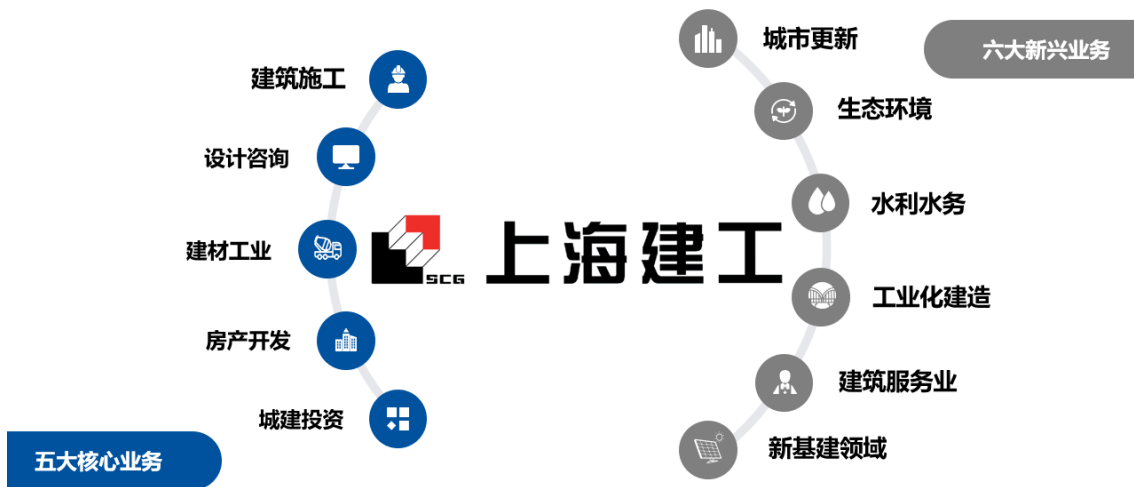 建筑施工
设计咨询
建材工业
房产开发
城建投资
五大核心业务
SCG
上海建工
六大新兴业务
城市更新
生态环境
水利水务
工业化建造
建筑服务业
新基建领域